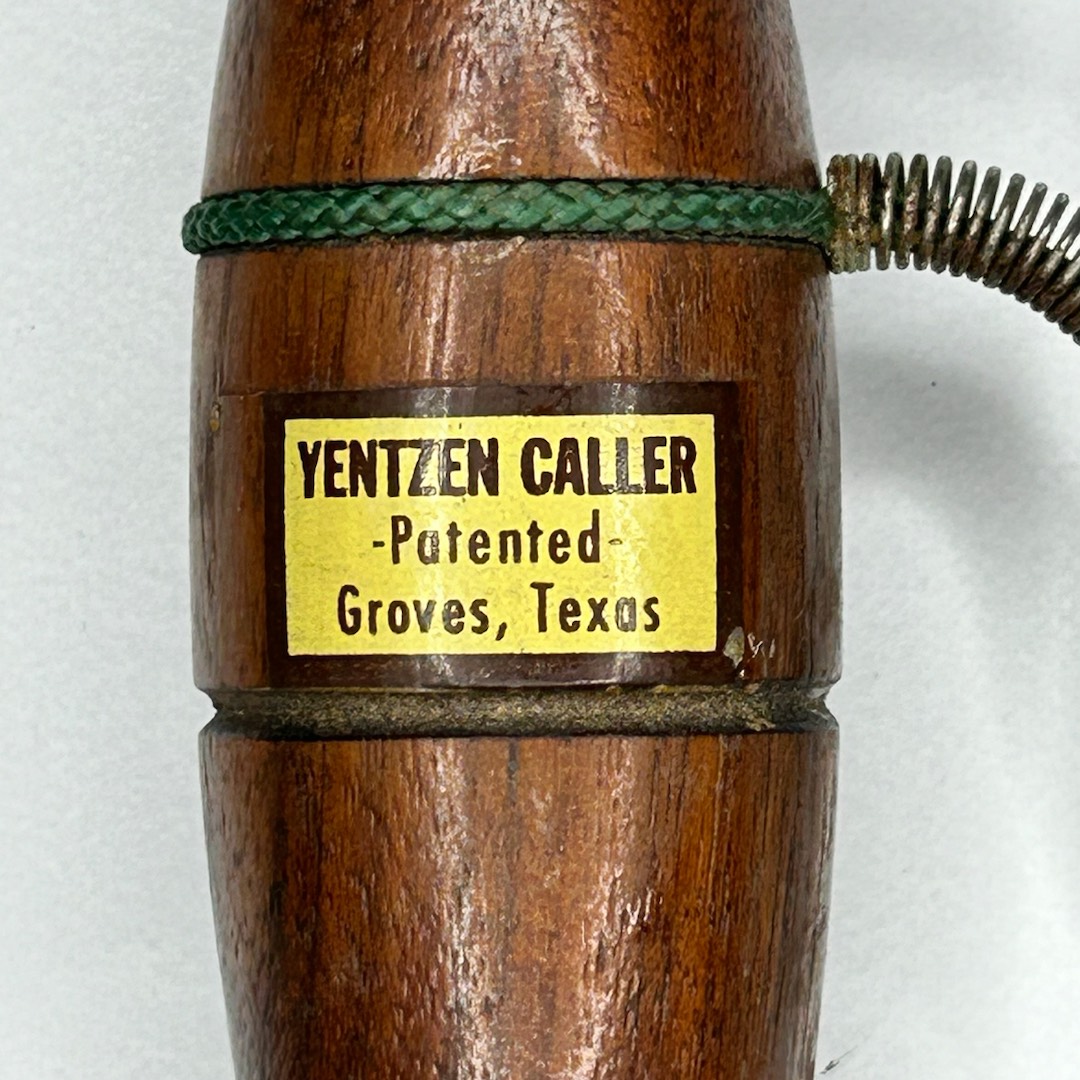 YENTZEN CALLER
-Patented-
Groves, Texas